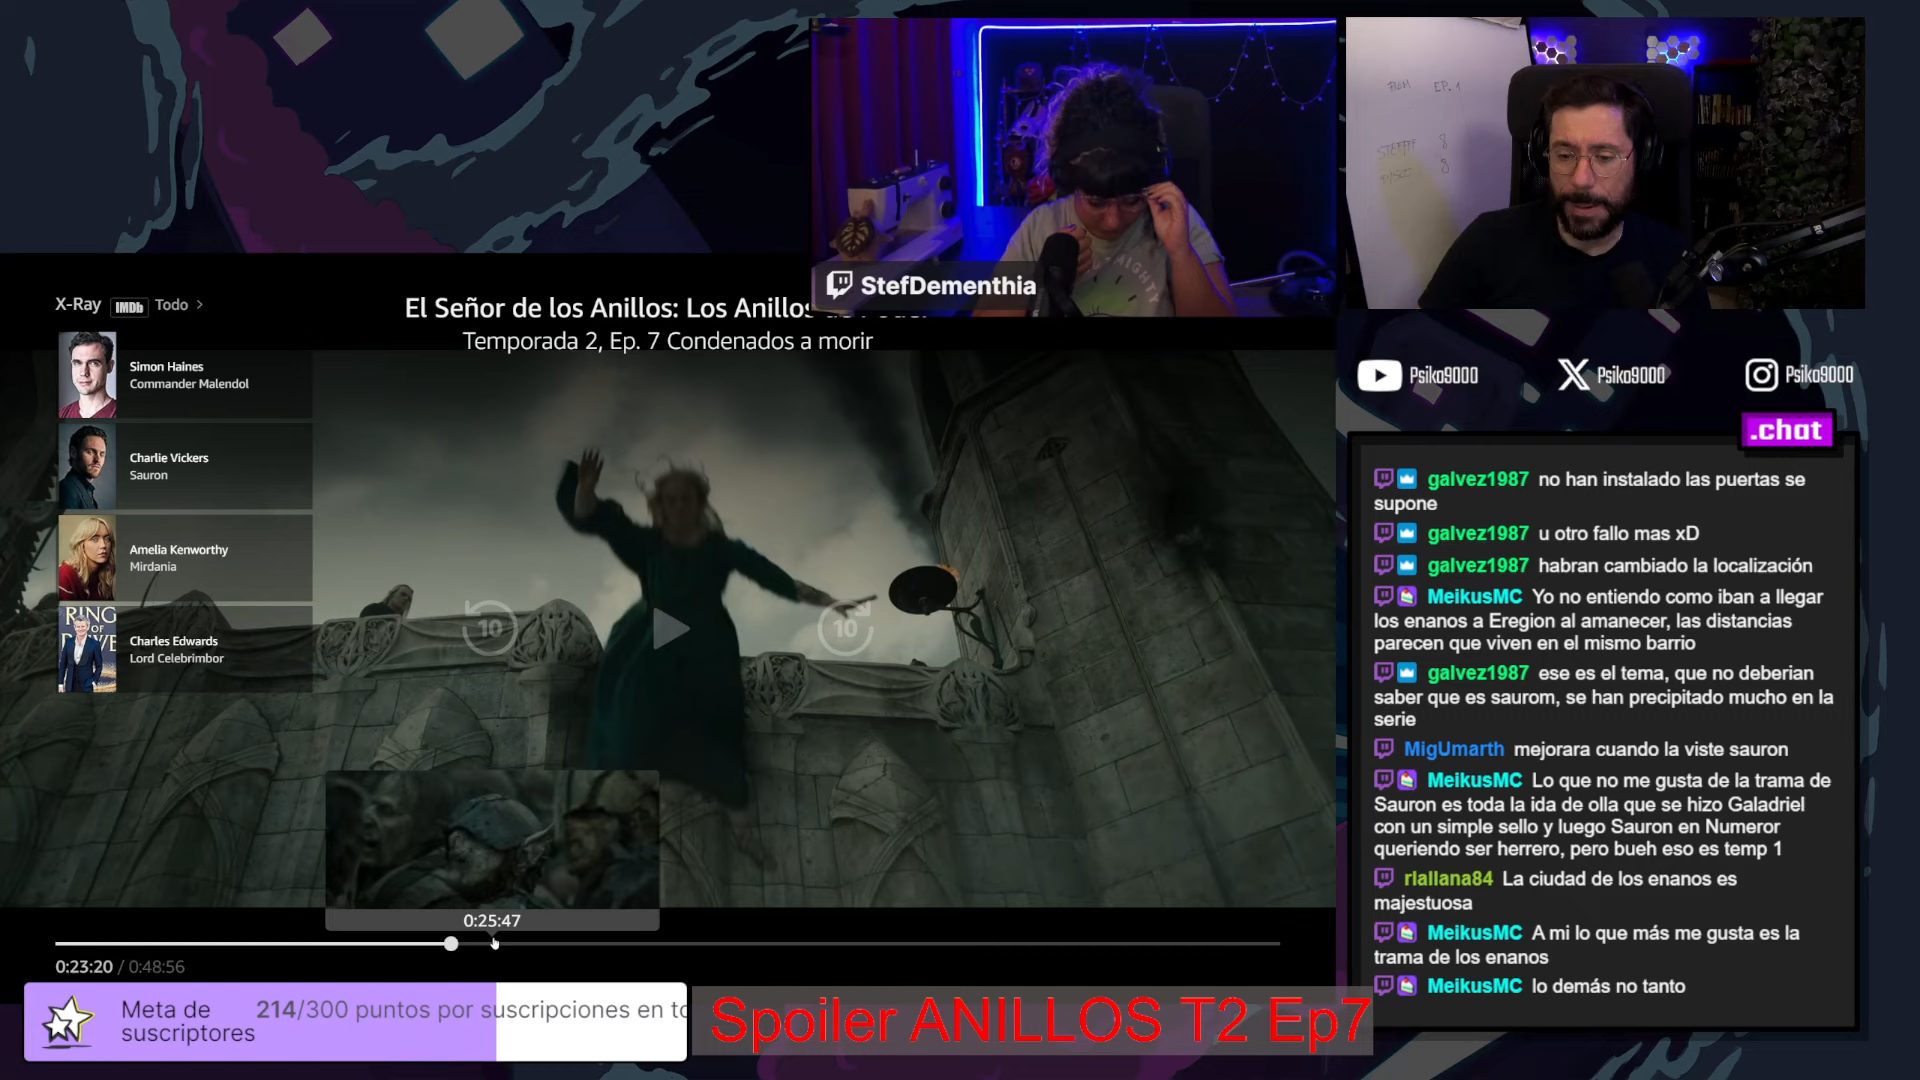 StefDementhia
BOM EP. 1
8
8
X-Ray IMDb Todo >
El Señor de los Anillos: Los Anillos de Poder
Temporada 2, Ep. 7 Condenados a morir
Simon Haines
Commander Malendol
Charlie Vickers
Sauron
Amelia Kenworthy
Mirdania
RING
OF
Charles Edwards
Lord Celebrimbor
10
10
0:25:47
0:23:20 / 0:48:56
Meta de
suscriptores
214/300 puntos por suscripciones en to
Spoiler ANILLOS T2 Ep7
Psiko9000
Psiko9000
Psiko9000
.chat
galvez1987 no han instalado las puertas se
supone
galvez1987 u otro fallo mas xD
galvez1987 habran cambiado la localización
MeikusMC Yo no entiendo como iban a llegar
los enanos a Eregion al amanecer, las distancias
parecen que viven en el mismo barrio
galvez1987 ese es el tema, que no deberian
saber que es saurom, se han precipitado mucho en la
serie
MigUmarth mejorara cuando la viste sauron
MeikusMC Lo que no me gusta de la trama de
Sauron es toda la ida de olla que se hizo Galadriel
con un simple sello y luego Sauron en Numeror
queriendo ser herrero, pero bueh eso es temp 1
rlallana84 La ciudad de los enanos es
majestuosa
MeikusMC A mi lo que más me gusta es la
trama de los enanos
MeikusMC lo demás no tanto